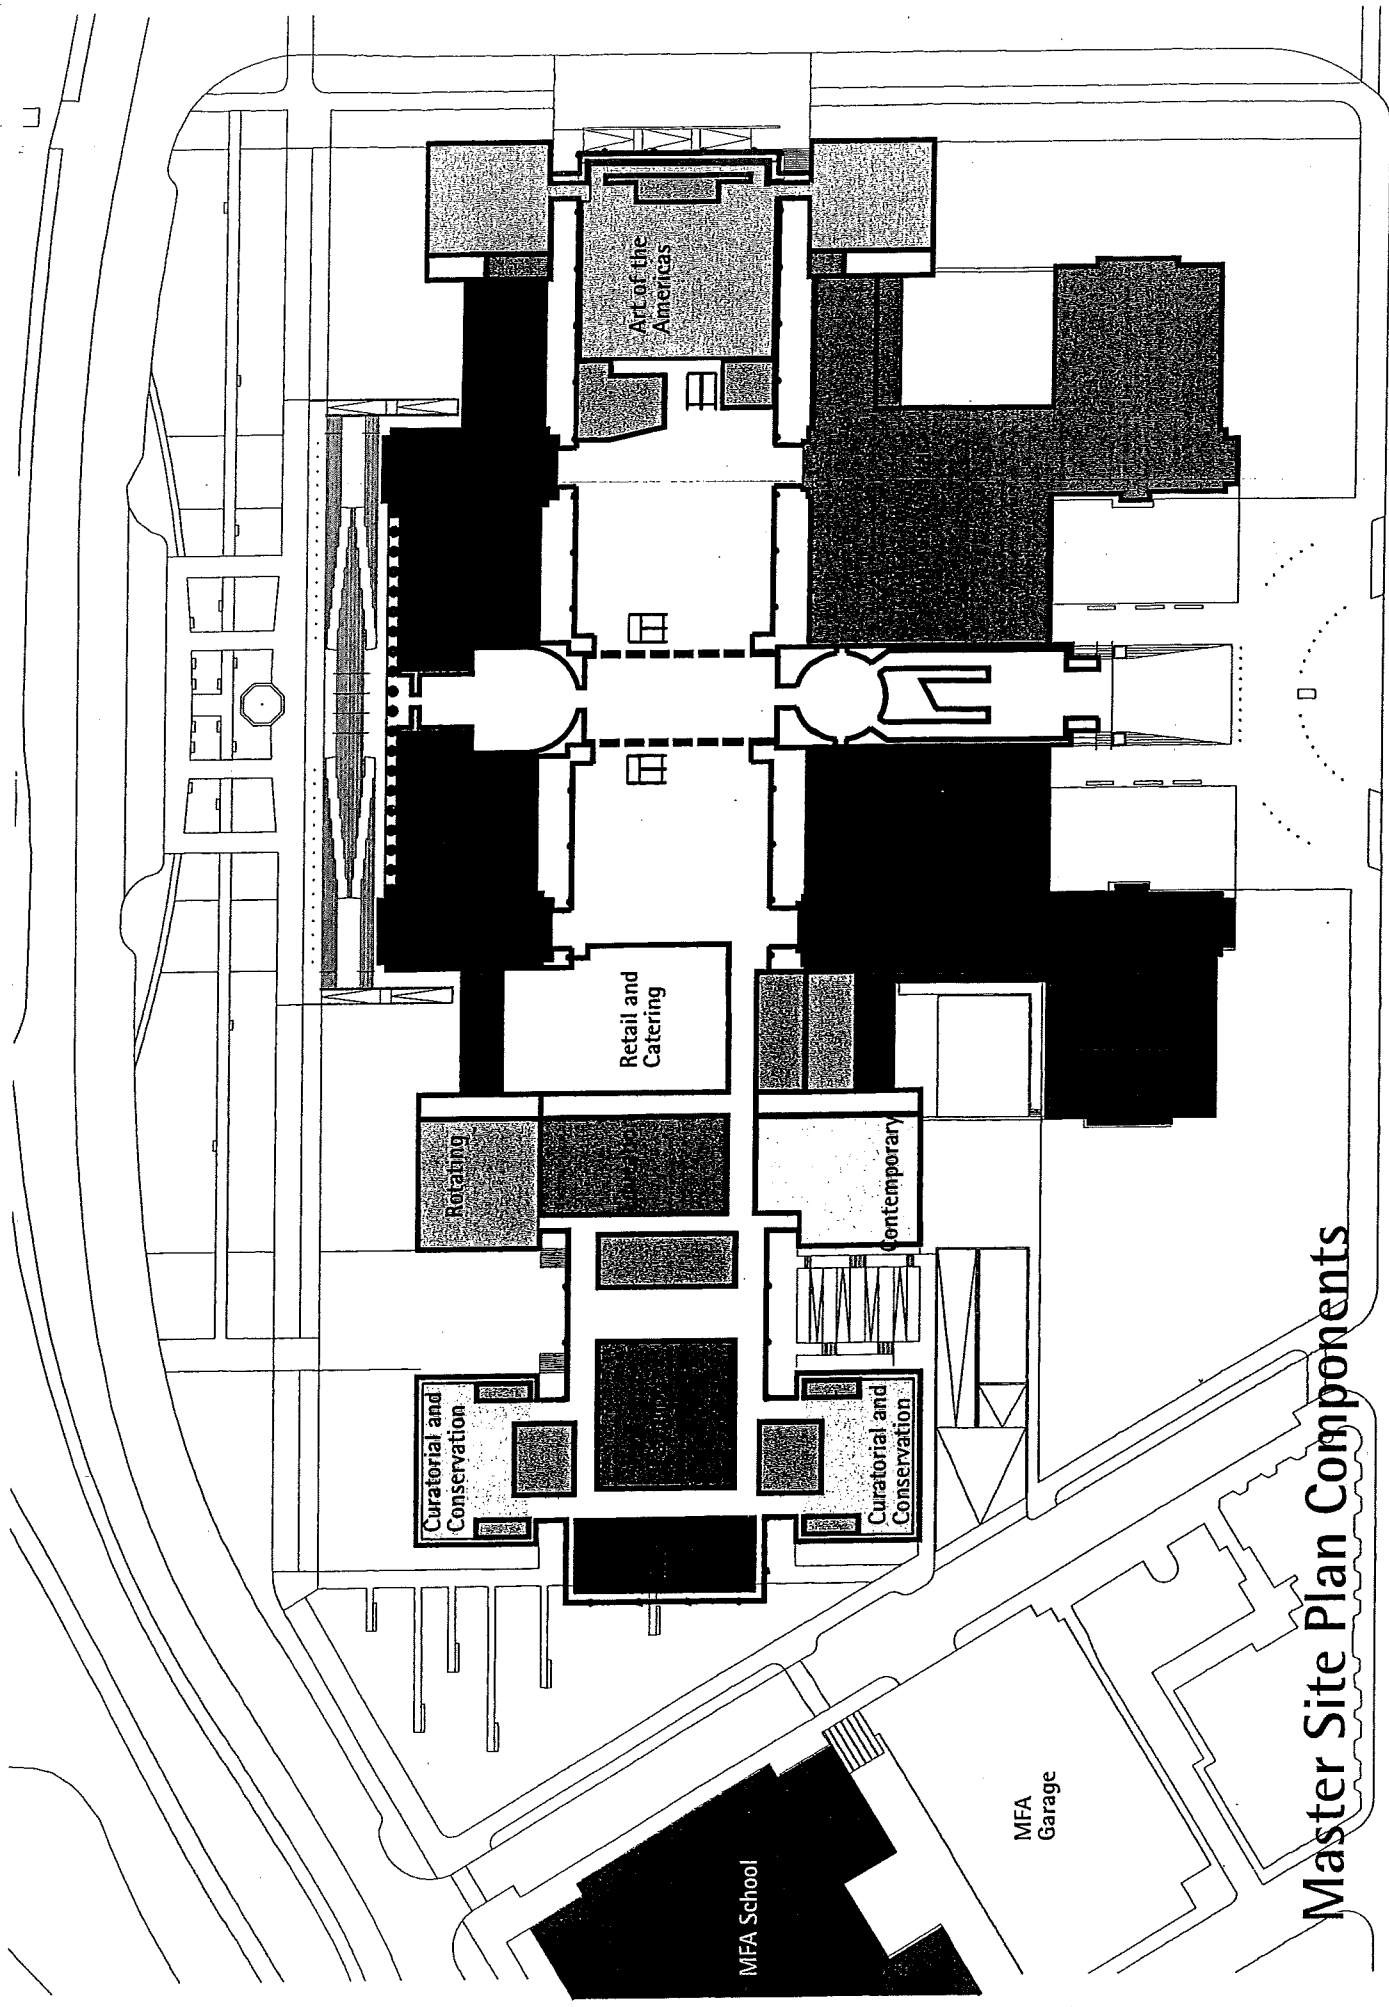 Art of the
Americas
Retail and
Catering
Rotating
Contemporary
Curatorial and
Conservation
Curatorial and
Conservation
MFA School
MFA
Garage
Master Site Plan Components